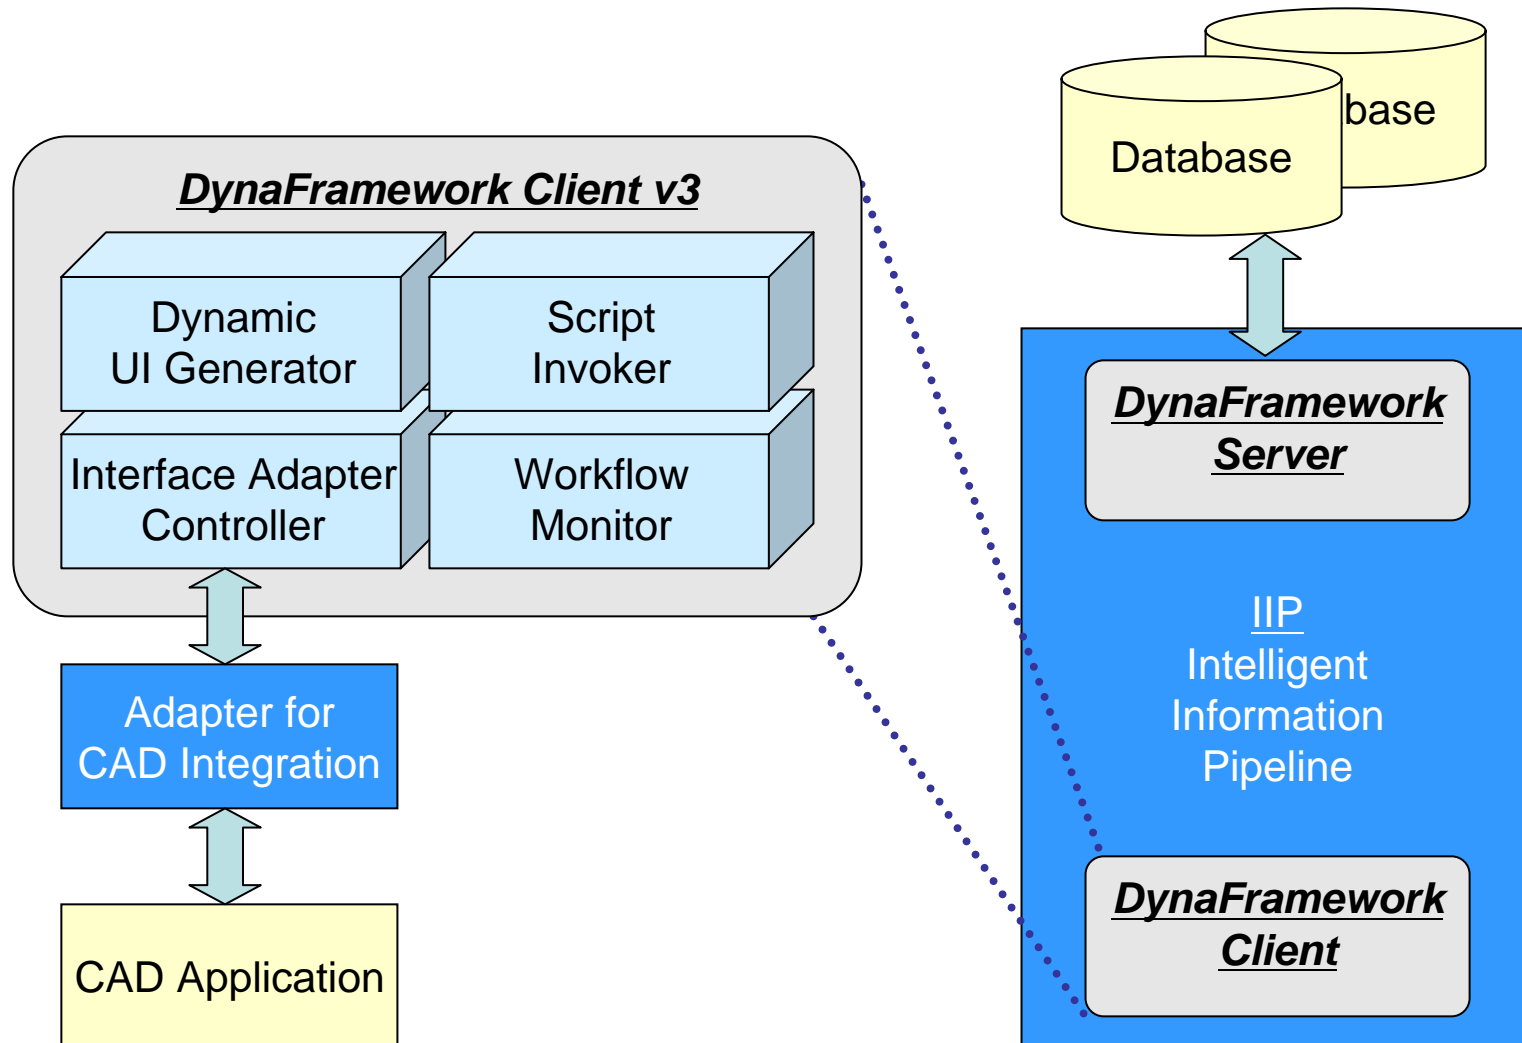 DynaFramework Client v3
Dynamic
UI Generator
Script
Invoker
Interface Adapter
Controller
Workflow
Monitor
Adapter for
CAD Integration
CAD Application
base
Database
DynaFramework
Server
IIP
Intelligent
Information
Pipeline
DynaFramework
Client